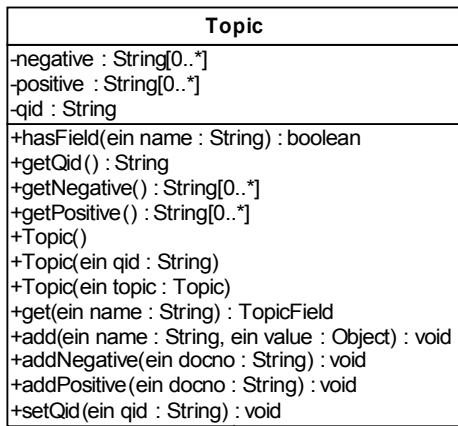 Topic
-negative : String[0..*]
-positive : String[0..*]
-qid : String
+hasField(ein name : String) : boolean
+getQid() : String
+getNegative() : String[0..*]
+getPositive() : String[0..*]
+Topic()
+Topic(ein qid : String)
+Topic(ein topic : Topic)
+get(ein name : String) : TopicField
+add(ein name : String, ein value : Object) : void
+addNegative(ein docno : String) : void
+addPositive(ein docno : String) : void
+setQid(ein qid : String) : void